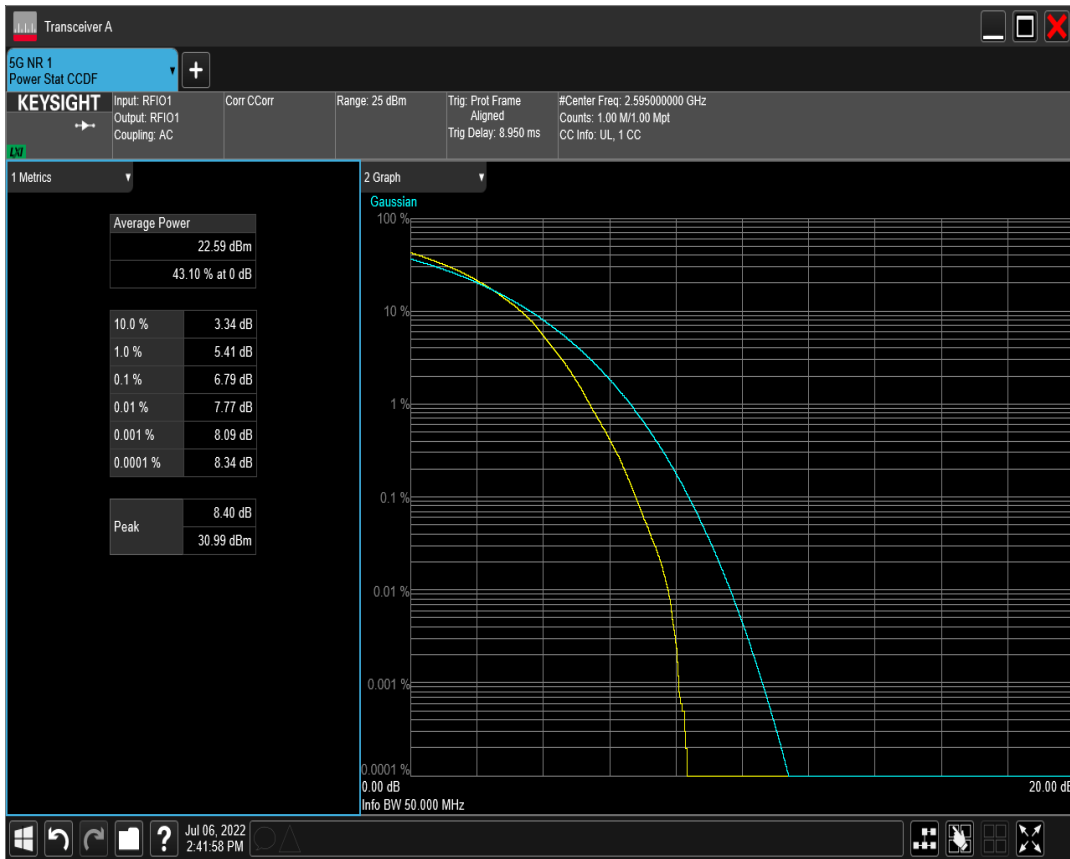 Transceiver A
5G NR 1
Power Stat CCDF
+
KEYSIGHT
LXI
Input: RFIO1
Output: RFIO1
Coupling: AC
Corr CCorr
Range: 25 dBm
Trig: Prot Frame
Aligned
Trig Delay: 8.950 ms
#Center Freq: 2.595000000 GHz
Counts: 1.00 M/1.00 Mpt
CC Info: UL, 1 CC
1 Metrics
Average Power
22.59 dBm
43.10 % at 0 dB
10.0 % 3.34 dB
1.0 % 5.41 dB
0.1 % 6.79 dB
0.01 % 7.77 dB
0.001 % 8.09 dB
0.0001 % 8.34 dB
Peak 8.40 dB
30.99 dBm
2 Graph
Gaussian
100 %
10 %
1 %
0.1 %
0.01 %
0.001 %
0.0001 %
0.00 dB 20.00 dB
Info BW 50.000 MHz
?
Jul 06, 2022
2:41:58 PM